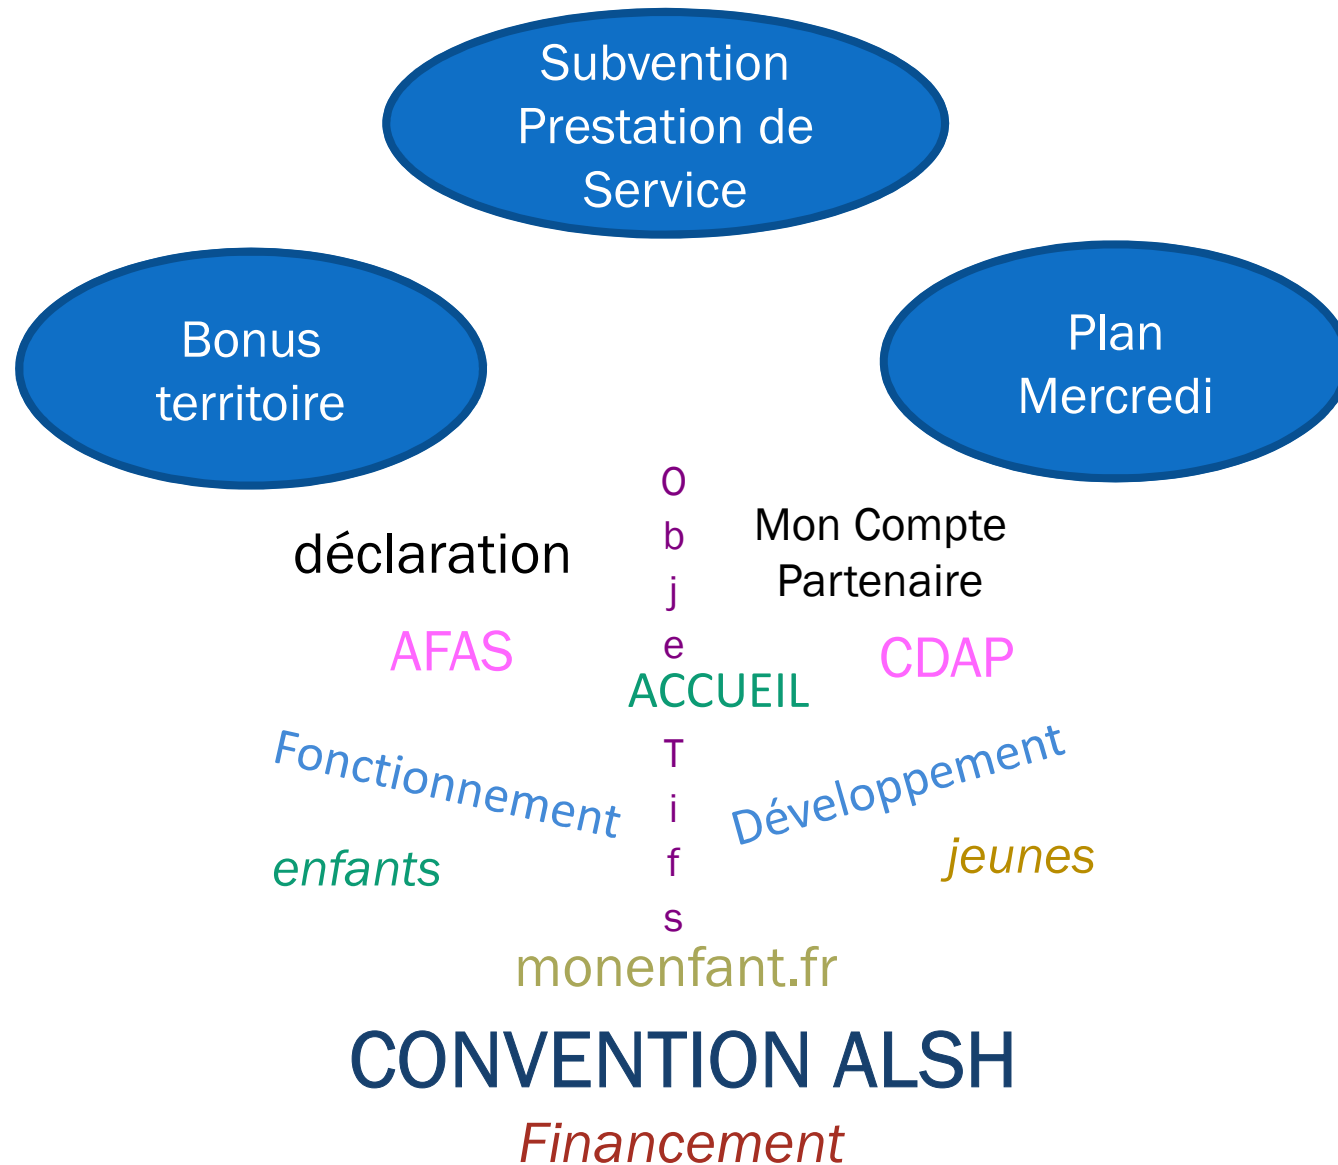 Subvention
Prestation de
Service
Bonus
territoire
Plan
Mercredi
déclaration
Mon Compte
Partenaire
O
b
j
e
AFAS
CDAP
ACCUEIL
T
i
f
s
Fonctionnement
Développement
enfants
jeunes
monenfant.fr
CONVENTION ALSH
Financement